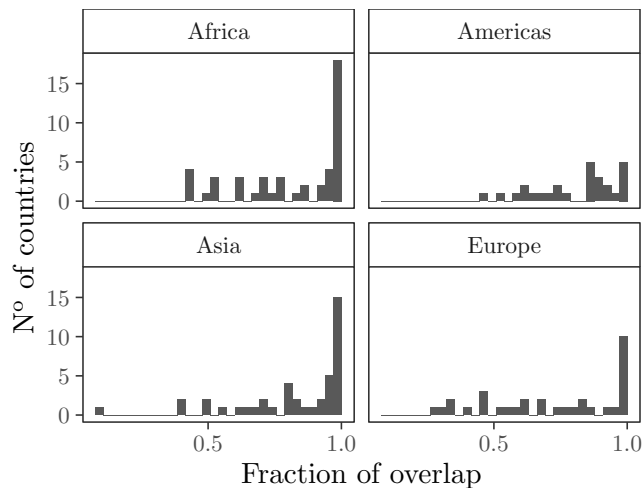 Africa
Americas
15
10
5
0
Asia
Europe
15
10
5
0
0.5
1.0
0.5
1.0
Nº of countries
Fraction of overlap